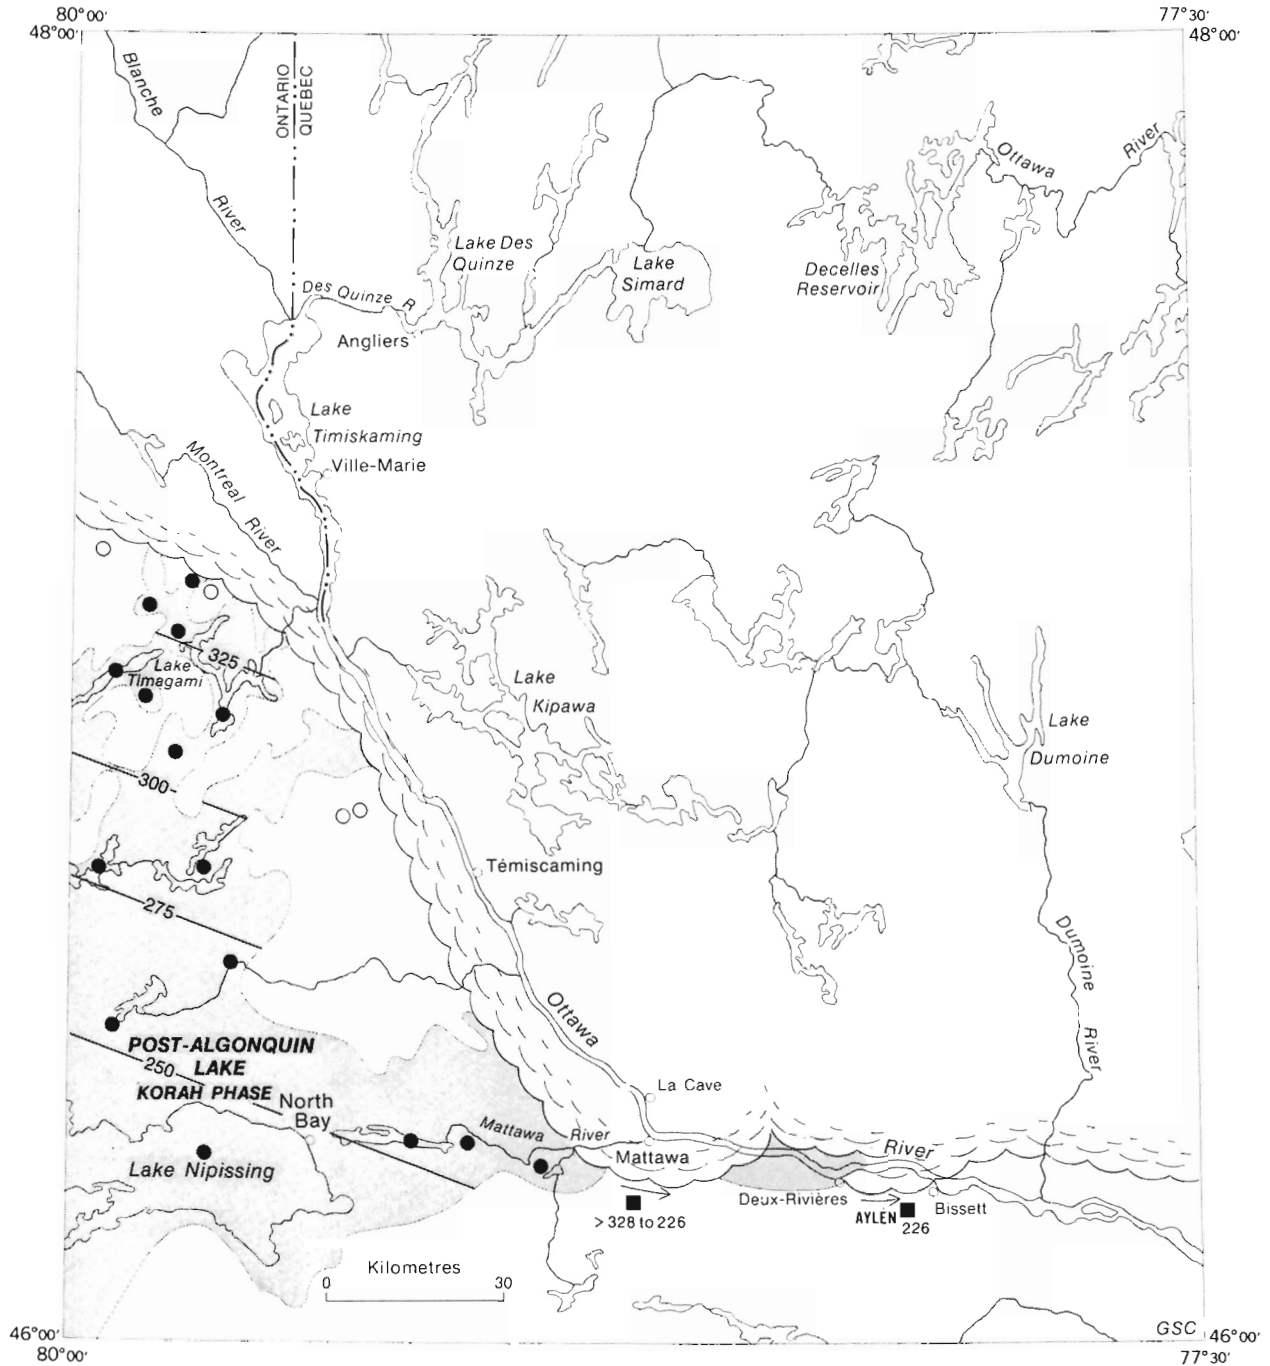 80°00'
77°30'
48°00'
48°00'
Blanche
River
ONTARIO
QUEBEC
Ottawa
River
Lake Des
Quinze
Lake
Simard
Decelles
Reservoir
Des Quinze R
Angliers
Lake
Timiskaming
Ville-Marie
Montreal
River
325
Lake
Timagami
Lake
Kipawa
Lake
Dumoine
300
Témiscaming
275
Dumoine
River
Ottawa
POST-ALGONQUIN
LAKE
KORAH PHASE
250
North
Bay
La Cave
Mattawa
River
Mattawa
River
Lake Nipissing
Deux-Rivières
Bissett
AYLEN
226
> 328 to 226
Kilometres
0
30
GSC
46°00'
46°00'
80°00'
77°30'